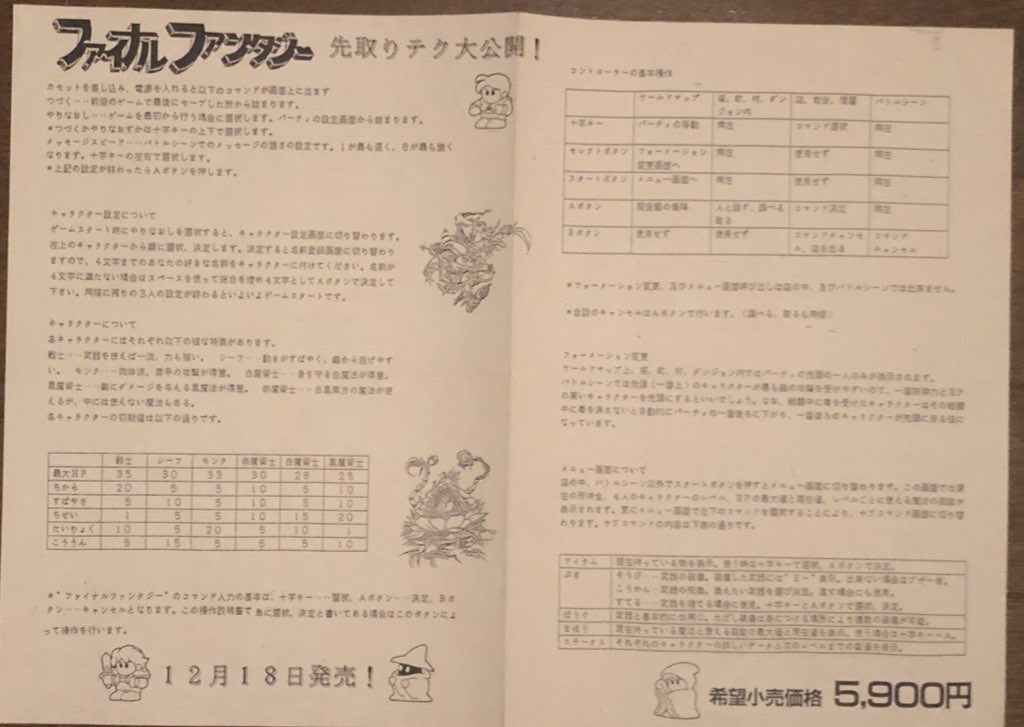 ファイナルファンタジー 先取りテク大公開！
カセットを差し込み、電源を入れると以下のコマンドが画面上に出ます
つづく‥‥前回のゲームで最後にセーブした所から始まります。
やりなおし‥‥ゲームを最初から行う場合に選択します。パーティの設定画面から始まります。
＊つづくかやりなおすかは十字キーの上下で選択します。
メッセージスピード‥‥バトルシーンでのメッセージの速さの設定です。１が最も遅く、８が最も速く
なります。十字キーの左右で選択します。
＊上記の設定が終わったらＡボタンを押します。
キャラクター設定について
ゲームスタート時にやりなおしを選択すると、キャラクター設定画面に切り替わります。
左上のキャラクターから順に選択、決定します。決定すると名前登録画面に切り替わり
ますので、４文字までのあなたの好きな名前をキャラクターに付けてください。名前が
４文字に満たない場合はスペースを使って空白を埋め４文字としてＡボタンで決定して
下さい。同様に残りの３人の設定が終わるといよいよゲームスタートです。
キャラクターについて
各キャラクターにはそれぞれ以下の様な特徴があります。
戦士‥‥武器を使えば一流、力も強い。 シーフ‥‥動きがすばやく、敵から逃げやす
い。 モンク‥‥肉体派、素手の攻撃が得意。 白魔術士‥‥身を守る白魔法が得意。
黒魔術士‥‥敵にダメージを与える黒魔法が得意。 赤魔術士‥‥白黒両方の魔法が使
えるが、中には使えない魔法もある。
各キャラクターの初期値は以下の通りです。
戦士 シーフ モンク 赤魔術士 白魔術士 黒魔術士
最大ＨＰ 35 30 33 30 28 25
ちから 20 5 5 10 5 10
すばやさ 5 10 5 10 5 10
ちせい 1 5 5 10 15 20
たいりょく 10 5 20 5 10 1
こううん 5 15 5 5 5 10
＊“ファイナルファンタジー”のコマンド入力の基本は、十字キー‥‥選択、Ａボタン‥‥決定、Ｂボ
タン‥‥キャンセルとなります。この操作説明書で単に選択、決定と書いてある場合はこのボタンによ
って操作を行います。
１２月１８日発売！
コントローラーの基本操作
ワールドマップ 城、町、村、ダンジョン内 店、教会、宿屋 バトルシーン
十字キー パーティの移動 同左 コマンド選択 同左
セレクトボタン フォーメーション変更画面へ 同左 使用せず 同左
スタートボタン メニュー画面へ 同左 使用せず 同左
Ａボタン 飛空艇の乗降 人と話す、調べる 取る コマンド決定 同左
Ｂボタン 使用せず 使用せず コマンドキャンセル、店を出る コマンドキャンセル
＊フォーメーション変更、及びメニュー画面呼び出しは店の中、及びバトルシーンでは出来ません。
＊会話のキャンセルはＡボタンで行います。（調べる、取るも同様）
フォーメーション変更
ワールドマップ上、城、町、村、ダンジョン内ではパーティの先頭の一人のみが表示されます。
バトルシーンでは先頭（一番上）のキャラクターが最も敵の攻撃を受けやすいので、一番防御力とＨＰ
の高いキャラクターを先頭にするといいでしょう。なお、戦闘中に毒を受けたキャラクターはその戦闘
中に毒を消さないと自動的にパーティの一番後ろに下がり、一番後ろのキャラクターが先頭に来る様に
なっています。
メニュー画面について
店の中、バトルシーン以外でスタートボタンを押すとメニュー画面に切り替わります。この画面では現
在の所持金、４人のキャラクターのレベル、ＨＰの最大値と現在値、レベルごとに使える魔法の回数が
表示されます。更にメニュー画面で左下のコマンドを選択することにより、サブコマンド画面に切り替
わります。サブコマンドの内容は下表の通りです。
アイテム 現在持っている物を表示。使う時は十字キーで選択、Ａボタンで決定。
ぶき そうび‥‥武器の装備。装備した武器には“Ｅ－”表示。出来ない場合はブザー音。
こうかん‥‥武器の交換。換えたい武器を選び決定。渡す場合にも使用。
すてる‥‥武器を捨てる場合に使用。十字キーとＡボタンで選択、決定。
ぼうぐ 武器と基本的には同じ。ただし装備は身につける場所により複数の装備が可能。
まほう 現在持っている魔法と使える回数の最大値と現在値を表示。使う場合は十字キー＋Ａ。
ステータス それぞれのキャラクターの詳しいデータと次のレベルまでの数値を表示。
希望小売価格 5,900円